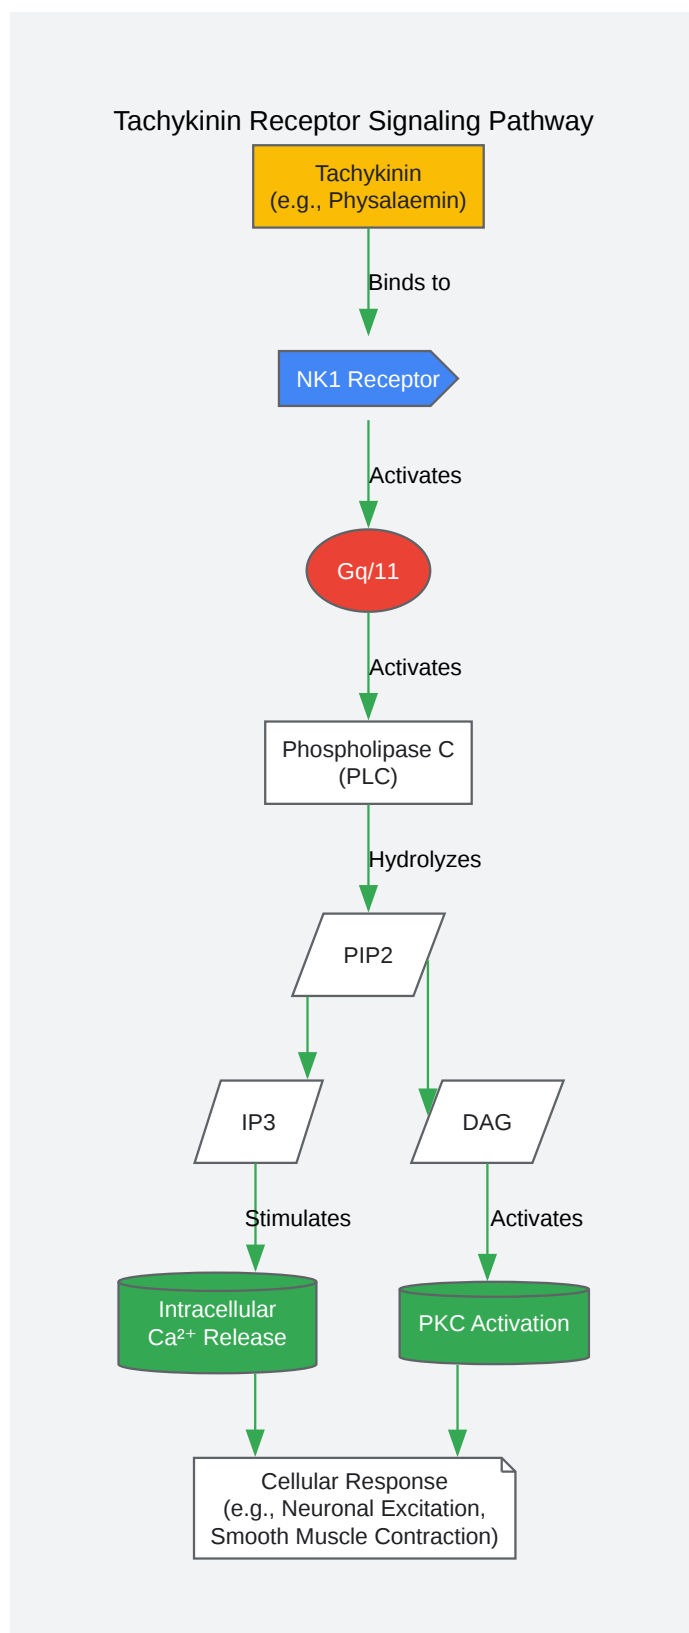 Tachykinin Receptor Signaling Pathway
Tachykinin
(e.g., Physalaemin)
Binds to
NK1 Receptor
Activates
Gq/11
Activates
Phospholipase C
(PLC)
Hydrolyzes
PIP2
IP3
DAG
Stimulates
Activates
Intracellular
Ca²⁺ Release
PKC Activation
Cellular Response
(e.g., Neuronal Excitation,
Smooth Muscle Contraction)